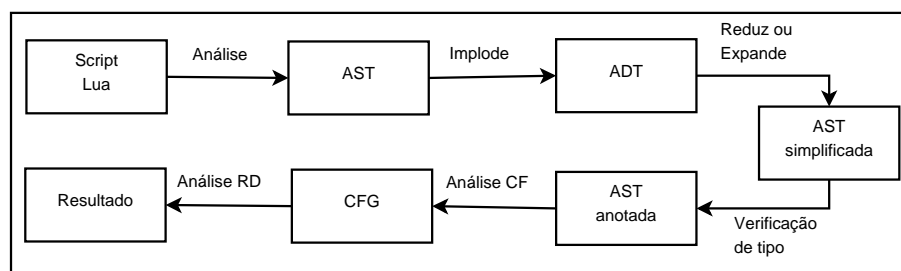 Script
Lua
Análise
AST
Implode
ADT
Reduz ou
Expande
AST
simplificada
Verificação
de tipo
AST
anotada
Análise CF
CFG
Análise RD
Resultado